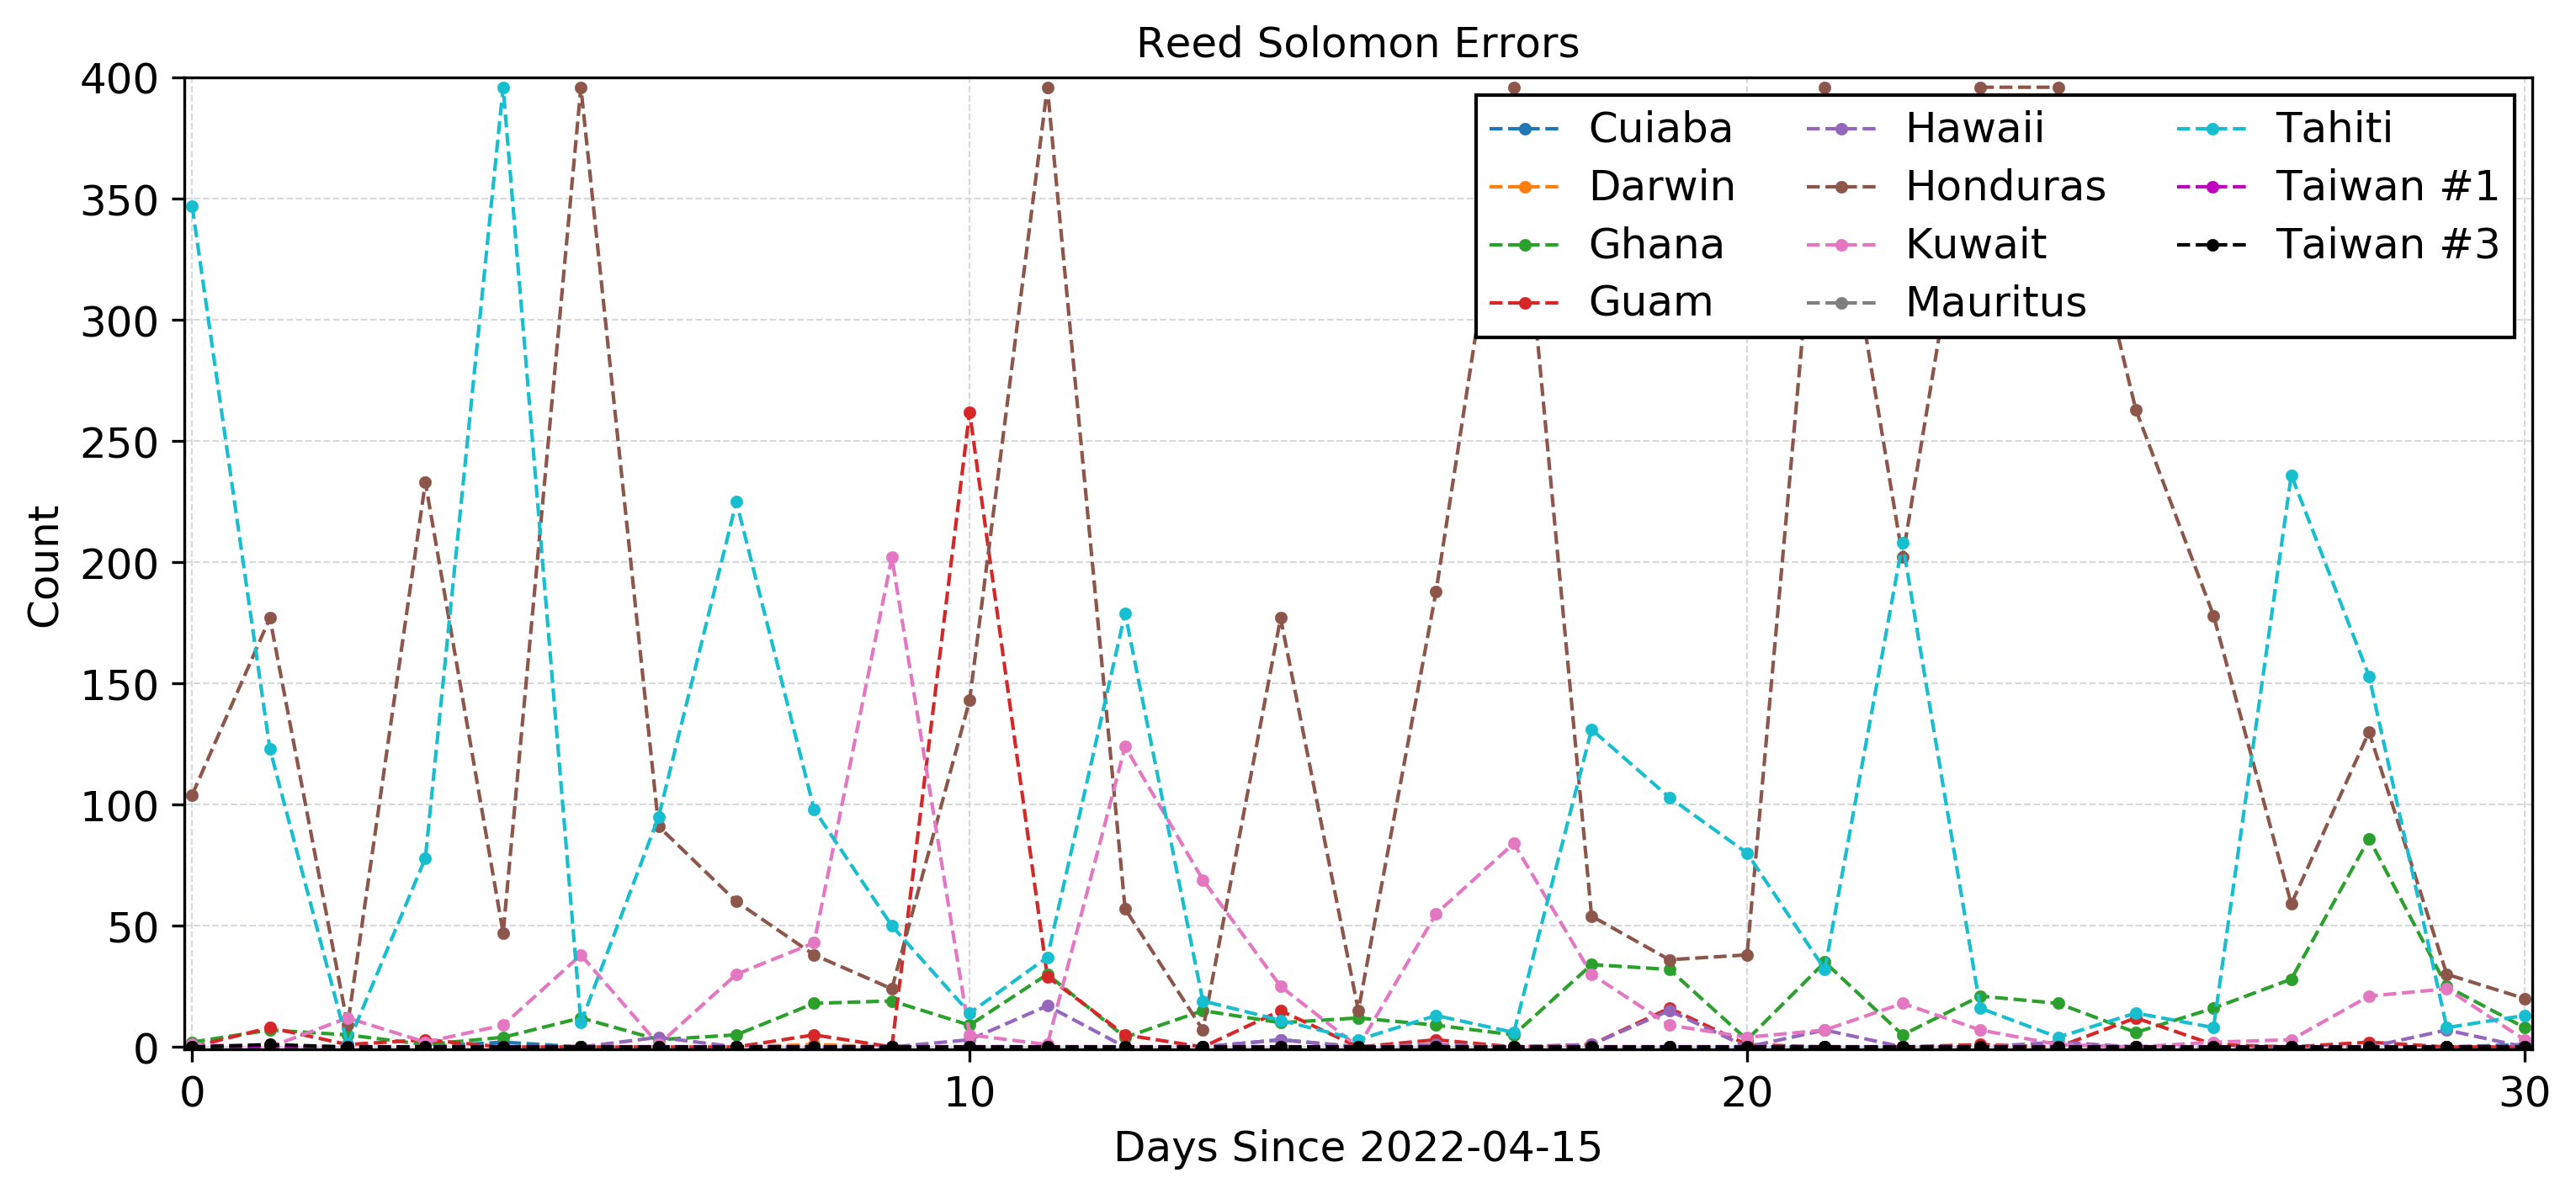 Reed Solomon Errors
400
350
300
250
200
150
100
50
0
Count
Cuiaba
Darwin
Ghana
Guam
Hawaii
Honduras
Kuwait
Mauritus
Tahiti
Taiwan #1
Taiwan #3
0 10 20 30
Days Since 2022-04-15